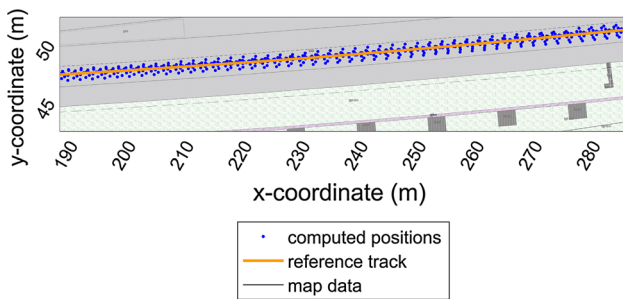 y-coordinate (m)
50
45
190
200
210
220
230
240
250
260
270
280
x-coordinate (m)
computed positions
reference track
map data